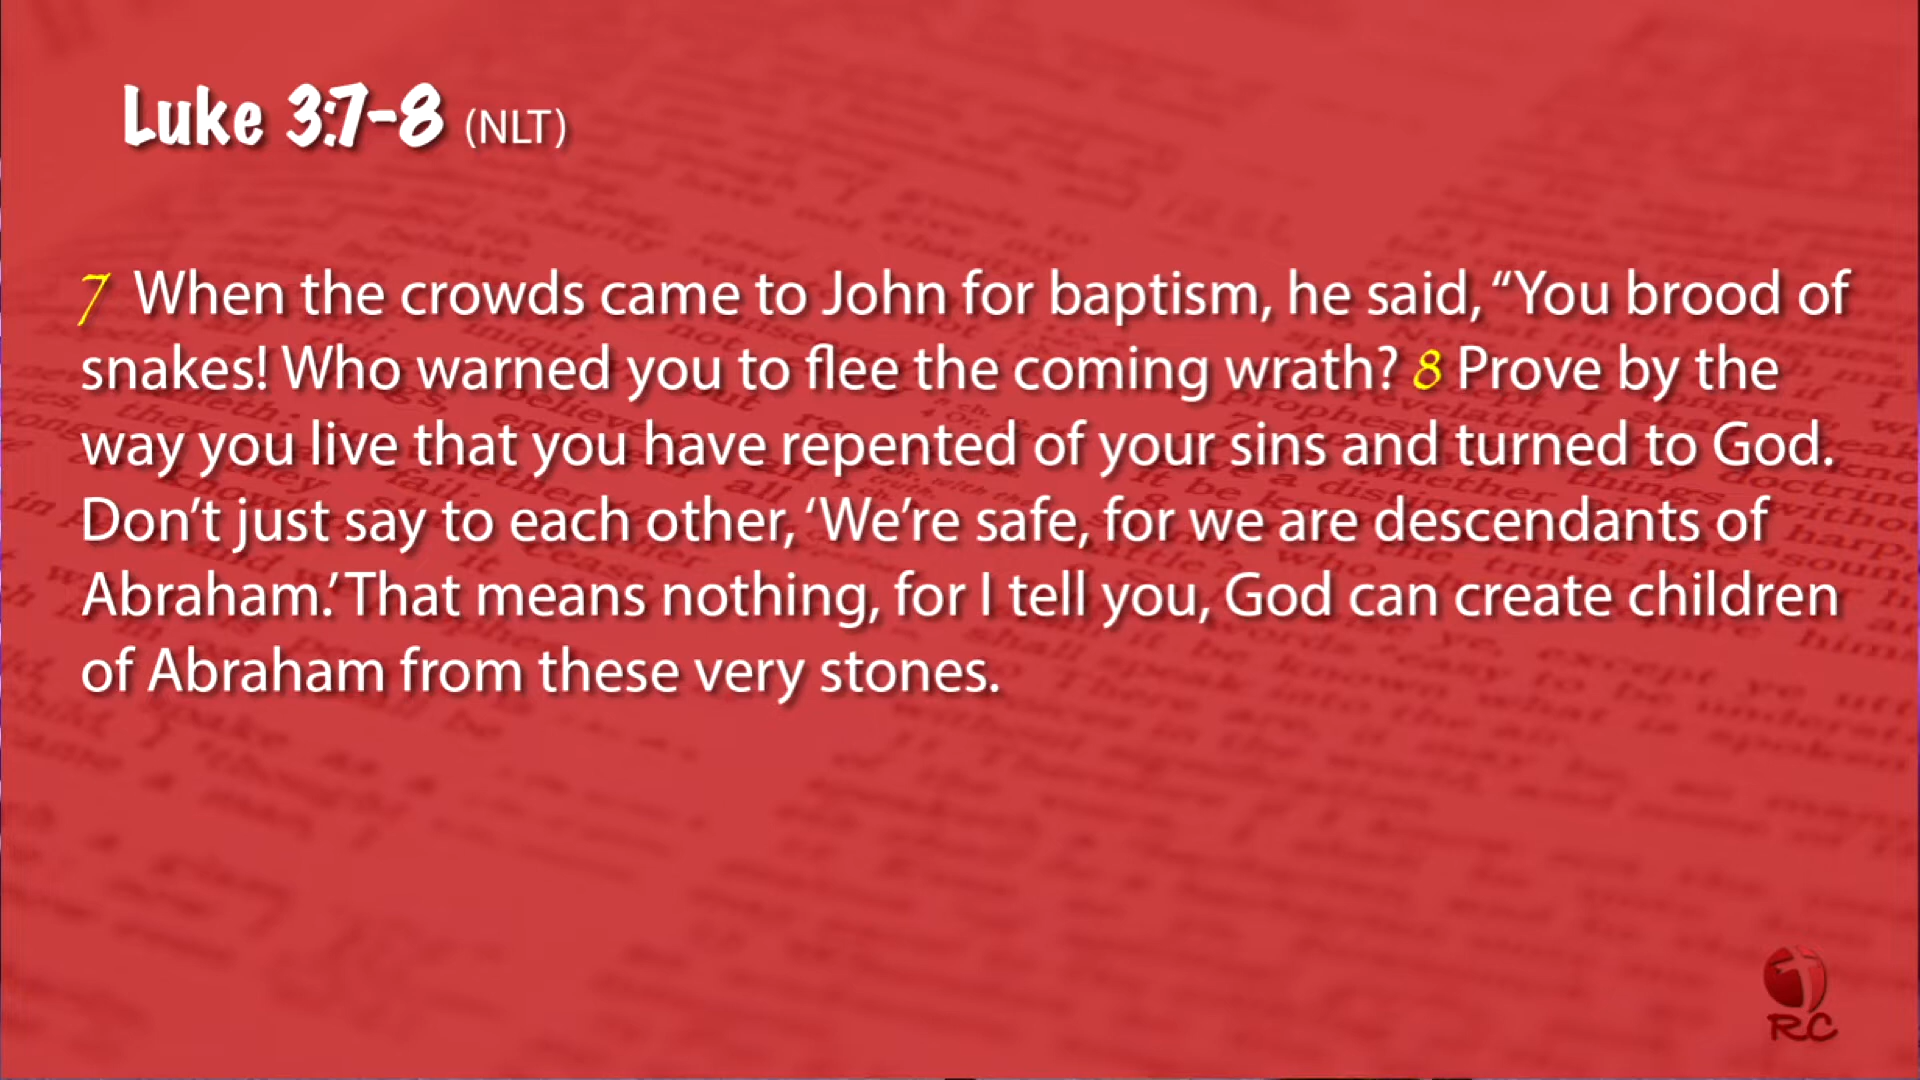 Luke 3:7-8 (NLT)
7 When the crowds came to John for baptism, he said, “You brood of
snakes! Who warned you to flee the coming wrath? 8 Prove by the
way you live that you have repented of your sins and turned to God.
Don’t just say to each other, ‘We’re safe, for we are descendants of
Abraham.’ That means nothing, for I tell you, God can create children
of Abraham from these very stones.
RC